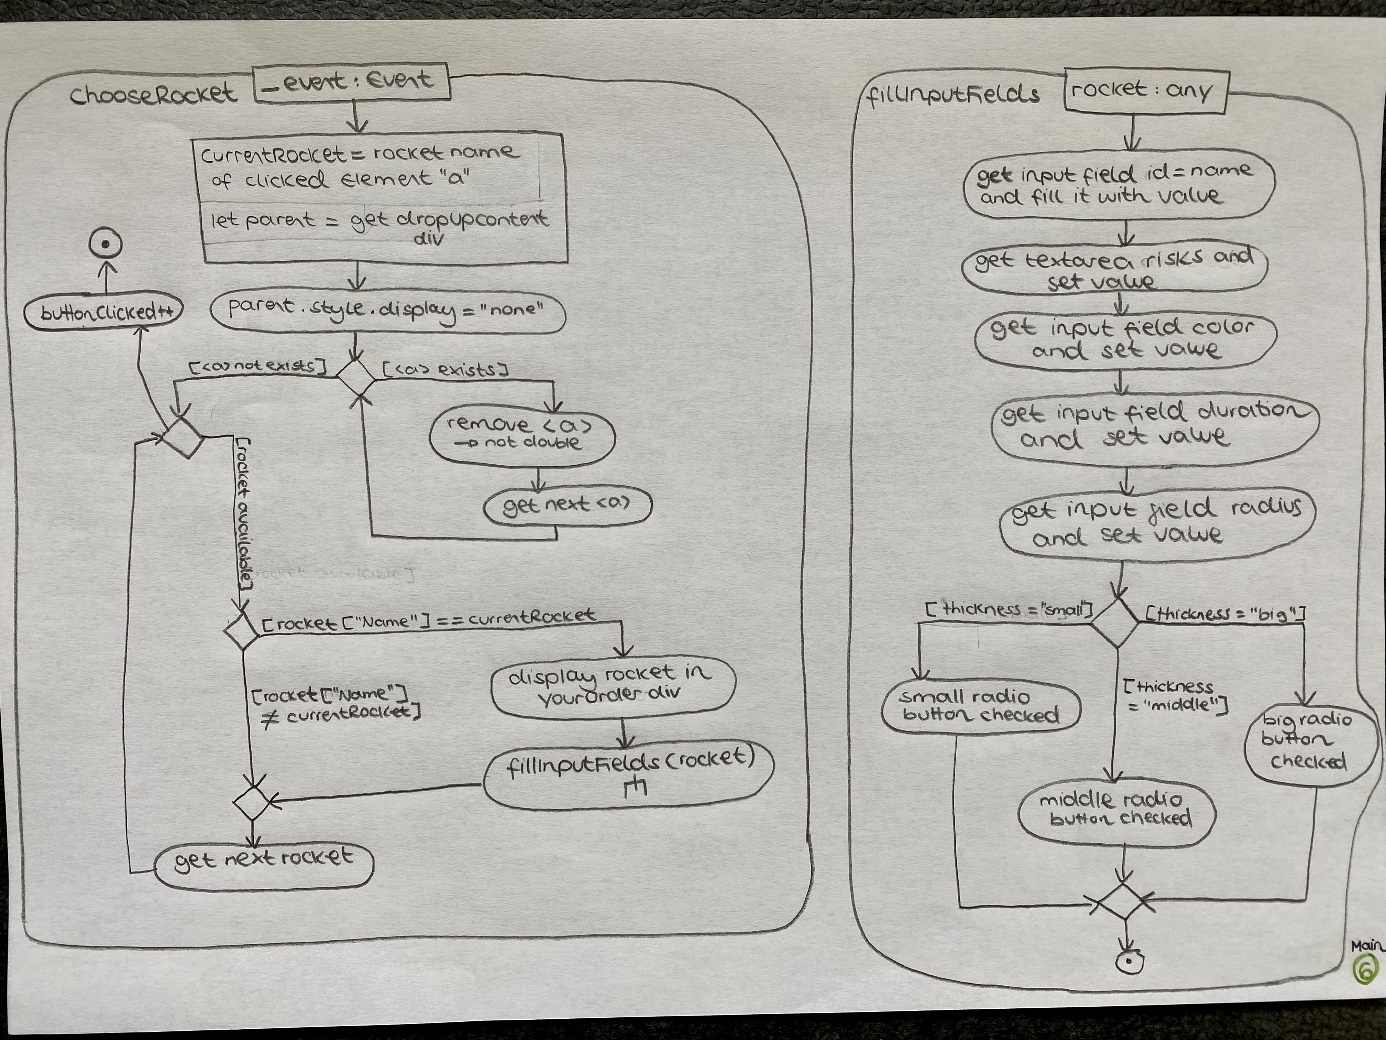 chooseRocket
_event : Event
currentRocket = rocket name
of clicked Element "a"
let parent = get dropupcontent
div
parent.style.display = "none"
[<a> not exists]
[<a> exists]
remove <a>
→ not double
get next <a>
buttonclicked++
[rocket available]
[rocket available]
[rocket ["Name"] == currentRocket
[rocket["Name"]
≠ currentRocket]
display rocket in
yourorder div
fillInputFields (rocket)
get next rocket
fillInputFields
rocket : any
get input field id = name
and fill it with value
get textarea risks and
set value
get input field color
and set value
get input field duration
and set value
get input field radius
and set value
[thickness = "small"]
[thickness = "big"]
[thickness
= "middle"]
small radio
button checked
big radio
button
checked
middle radio
button checked
Main
6